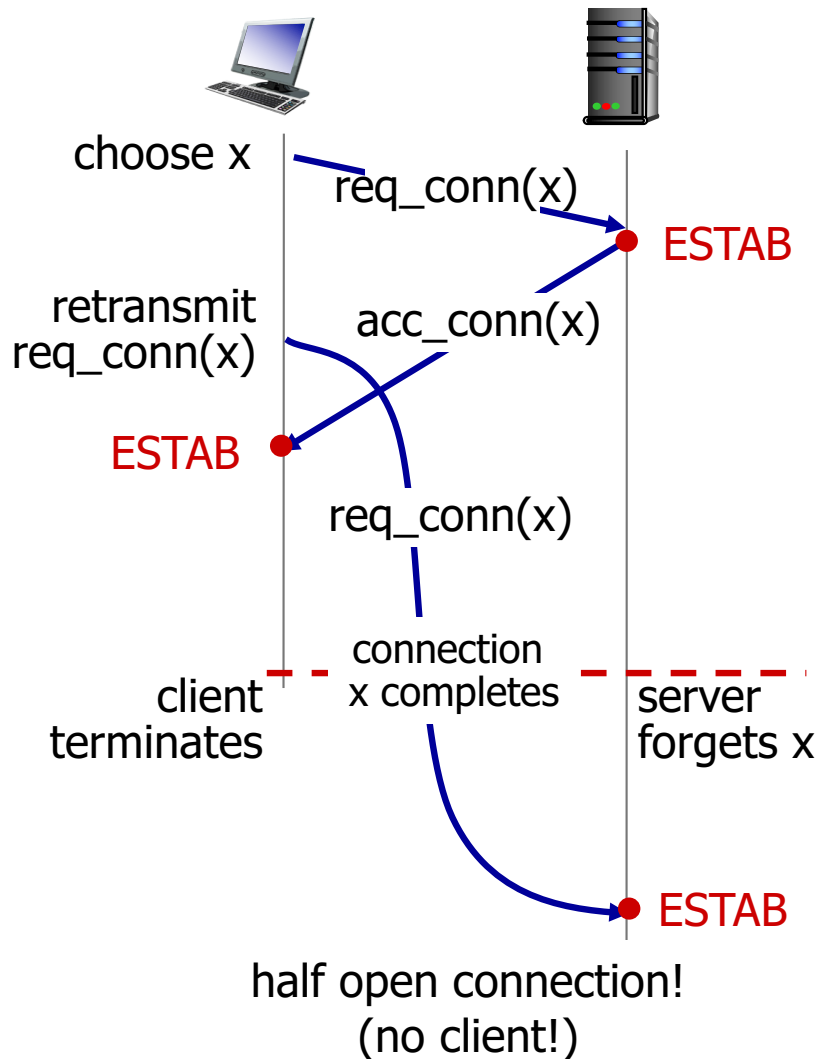 choose x
req_conn(x)
ESTAB
retransmit
req_conn(x)
acc_conn(x)
ESTAB
req_conn(x)
connection
x completes
client
terminates
server
forgets x
ESTAB
half open connection!
(no client!)